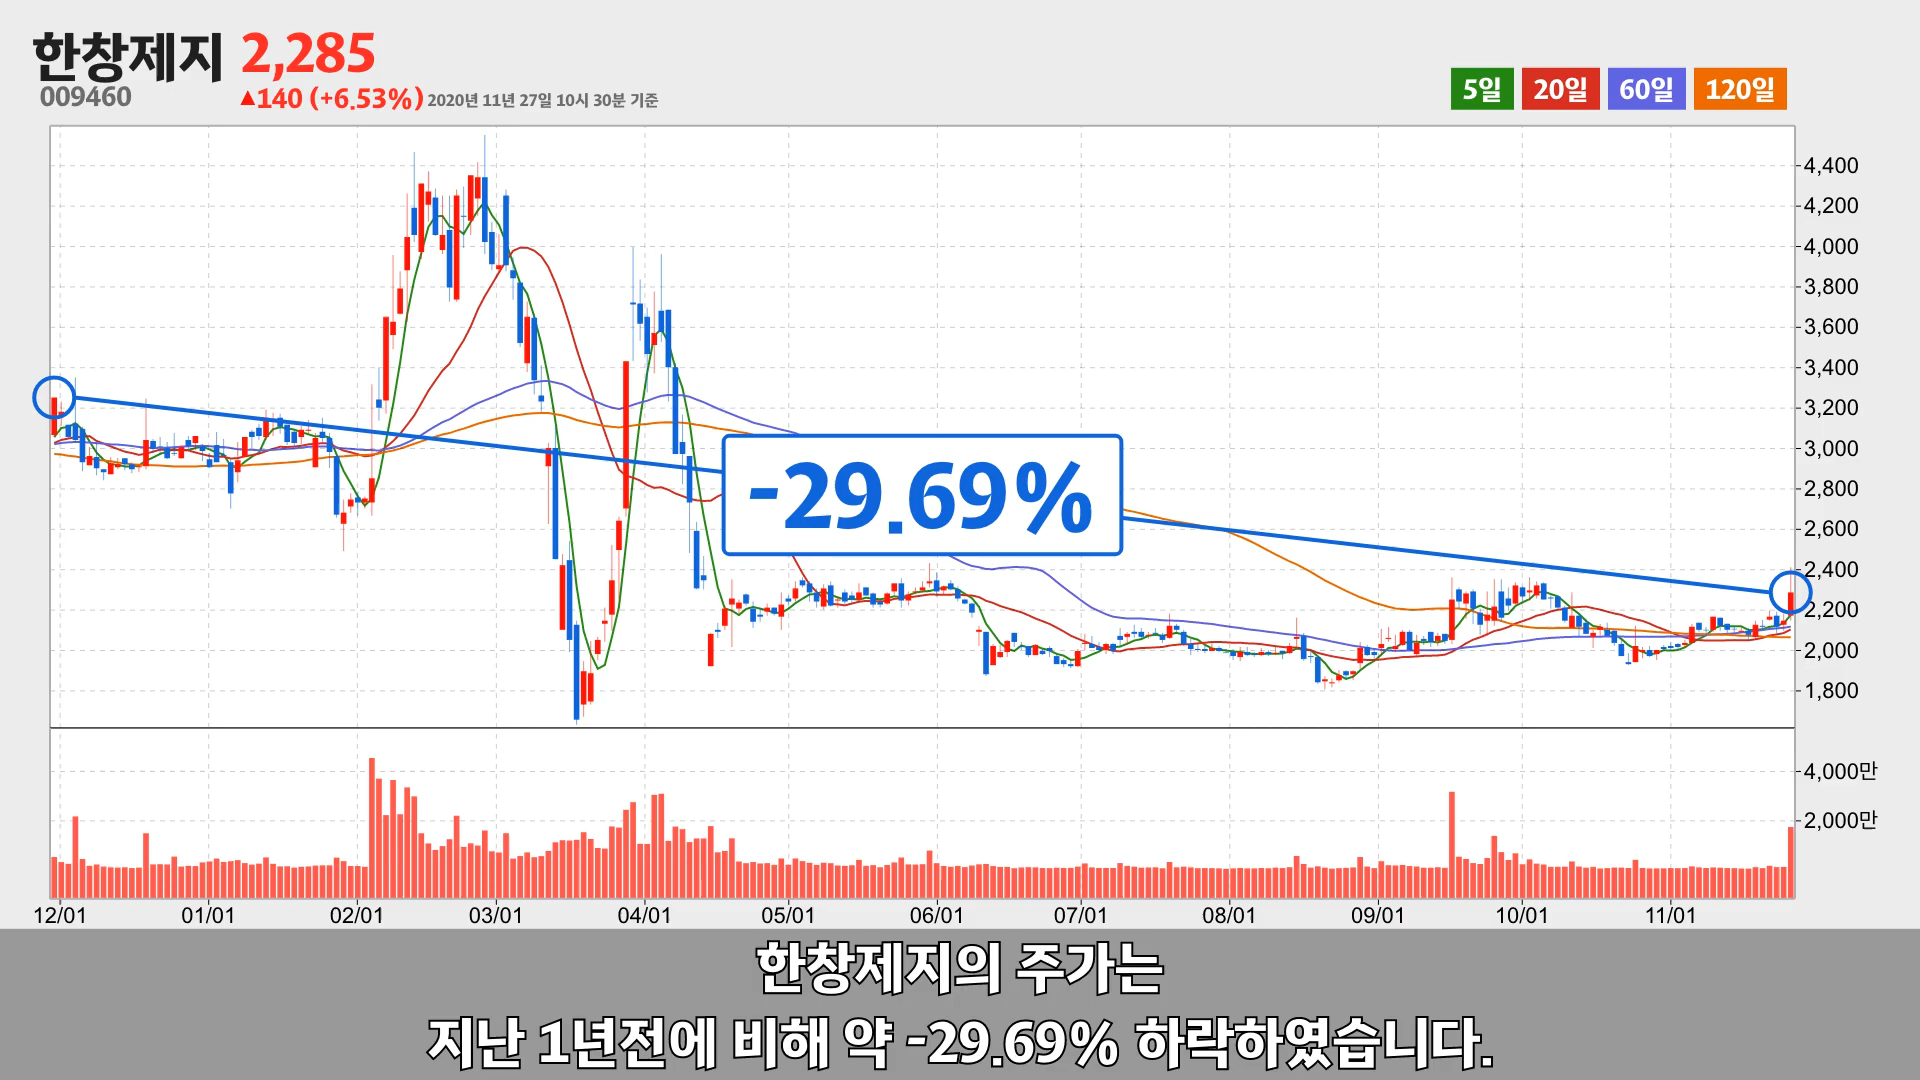 한창제지 2,285
009460 ▲140 (+6.53%) 2020년 11년 27일 10시 30분 기준
5일 20일 60일 120일
4,400
4,200
4,000
3,800
3,600
3,400
3,200
3,000
2,800
2,600
2,400
2,200
2,000
1,800
-29.69%
4,000만
2,000만
12/01 01/01 02/01 03/01 04/01 05/01 06/01 07/01 08/01 09/01 10/01 11/01
한창제지의 주가는
지난 1년전에 비해 약 -29.69% 하락하였습니다.